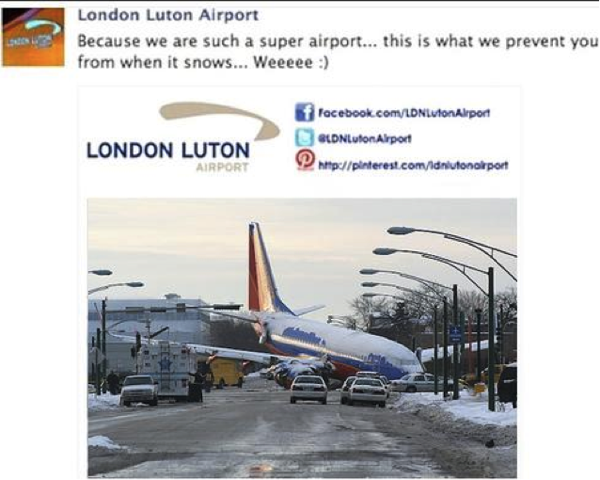 London Luton Airport
Because we are such a super airport... this is what we prevent you
from when it snows... Weeeee :)
LONDON LUTON
AIRPORT
facebook.com/LDNLutonAirport
@LDNLutonAirport
http://pinterest.com/ldnlutonairport